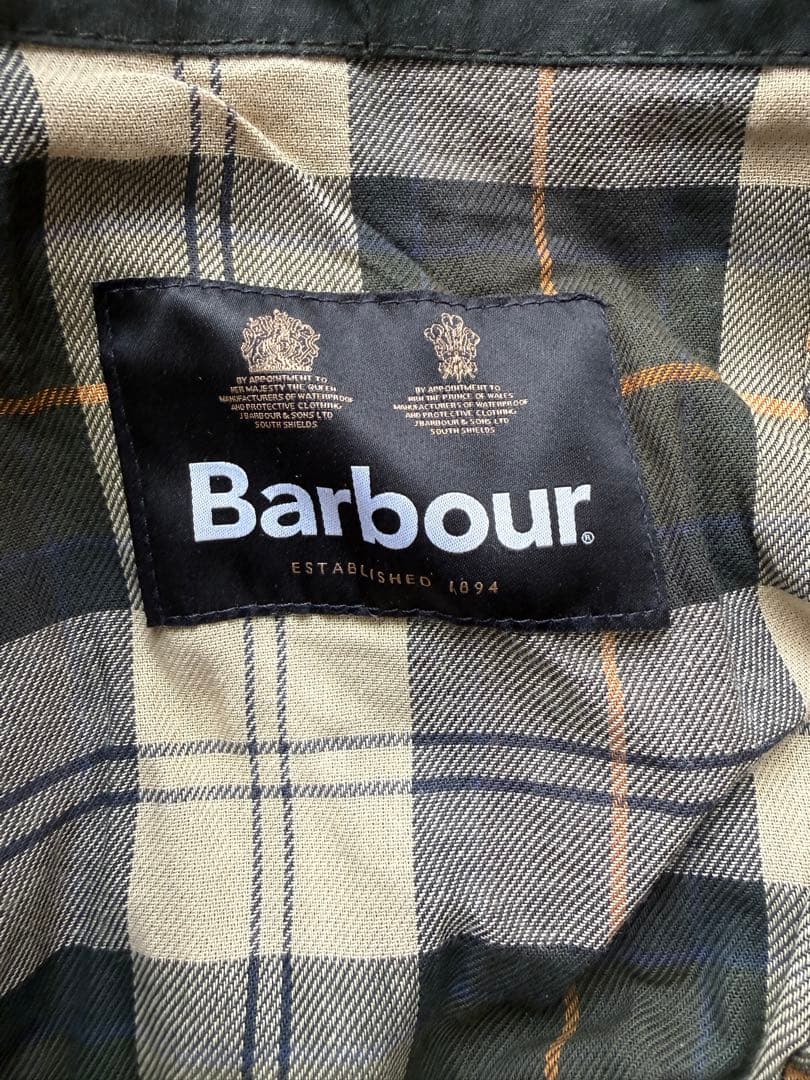 BY APPOINTMENT TO
HER MAJESTY THE QUEEN
MANUFACTURERS OF WATERPROOF
AND PROTECTIVE CLOTHING
J BARBOUR & SONS LTD
SOUTH SHIELDS
BY APPOINTMENT TO
HRH THE PRINCE OF WALES
MANUFACTURERS OF WATERPROOF
AND PROTECTIVE CLOTHING
J BARBOUR & SONS LTD
SOUTH SHIELDS
Barbour®
ESTABLISHED 1894